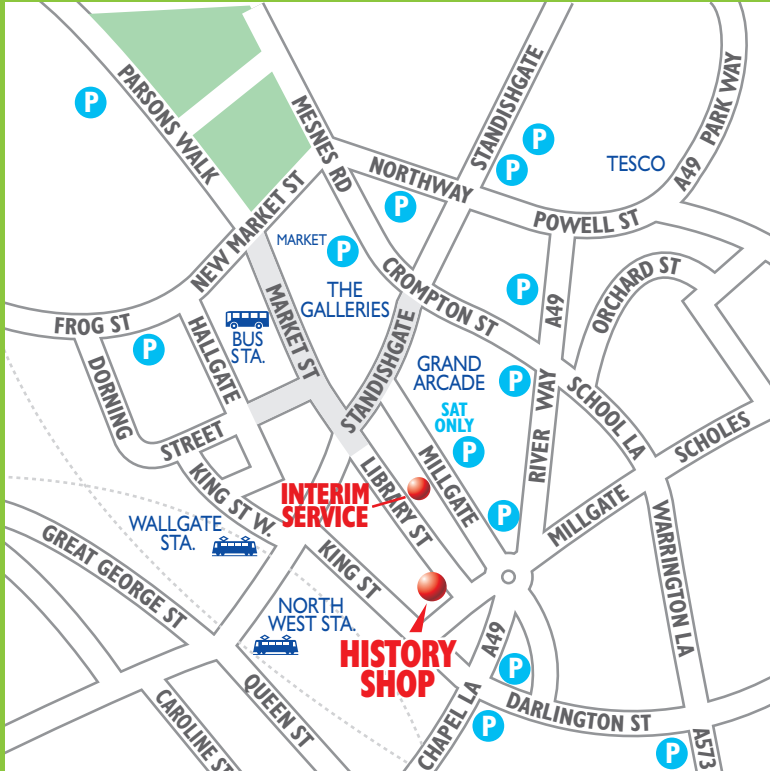 P
PARSONS WALK
MESNES RD
STANDISHGATE
P
P
TESCO
A49 PARK WAY
NORTHWAY
P
POWELL ST
NEW MARKET ST
MARKET
P
THE
GALLERIES
CROMPTON ST
P
A49
ORCHARD ST
FROG ST
P
HALLGATE
BUS
STA.
MARKET ST
STANDISHGATE
GRAND
ARCADE
P
SAT
ONLY
P
DORNING
STREET
MILLGATE
RIVER WAY
SCHOOL LA
SCHOLES
KING ST W.
INTERIM
SERVICE
LIBRARY ST
P
MILLGATE
WARRINGTON LA
WALLGATE
STA.
GREAT GEORGE ST
KING ST
NORTH
WEST STA.
HISTORY
SHOP
A49
P
CHAPEL LA
DARLINGTON ST
P
P
A573
QUEEN ST
CAROLINE ST